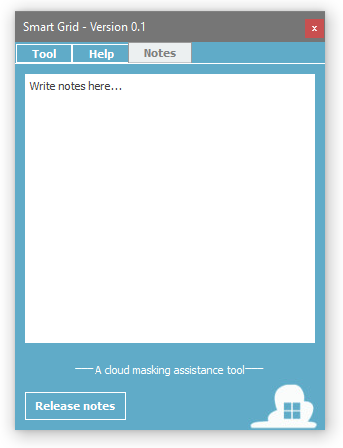 Smart Grid - Version 0.1
x
Tool Help Notes
Write notes here...
A cloud masking assistance tool
Release notes